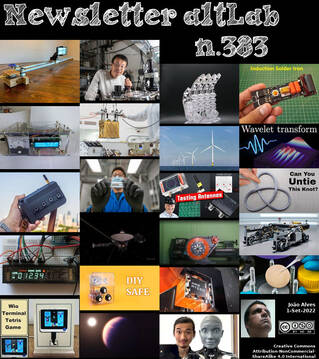 Newsletter altLab
n.383
Induction Solder Iron
Wavelet transform
Testing Antennas
Can You
Untie
This Knot?
DIY
SAFE
Wio
Terminal
Tetris
Game
João Alves
1-Set-2022
Creative Commons
Attribution-NonCommercial
ShareAlike 4.0 International